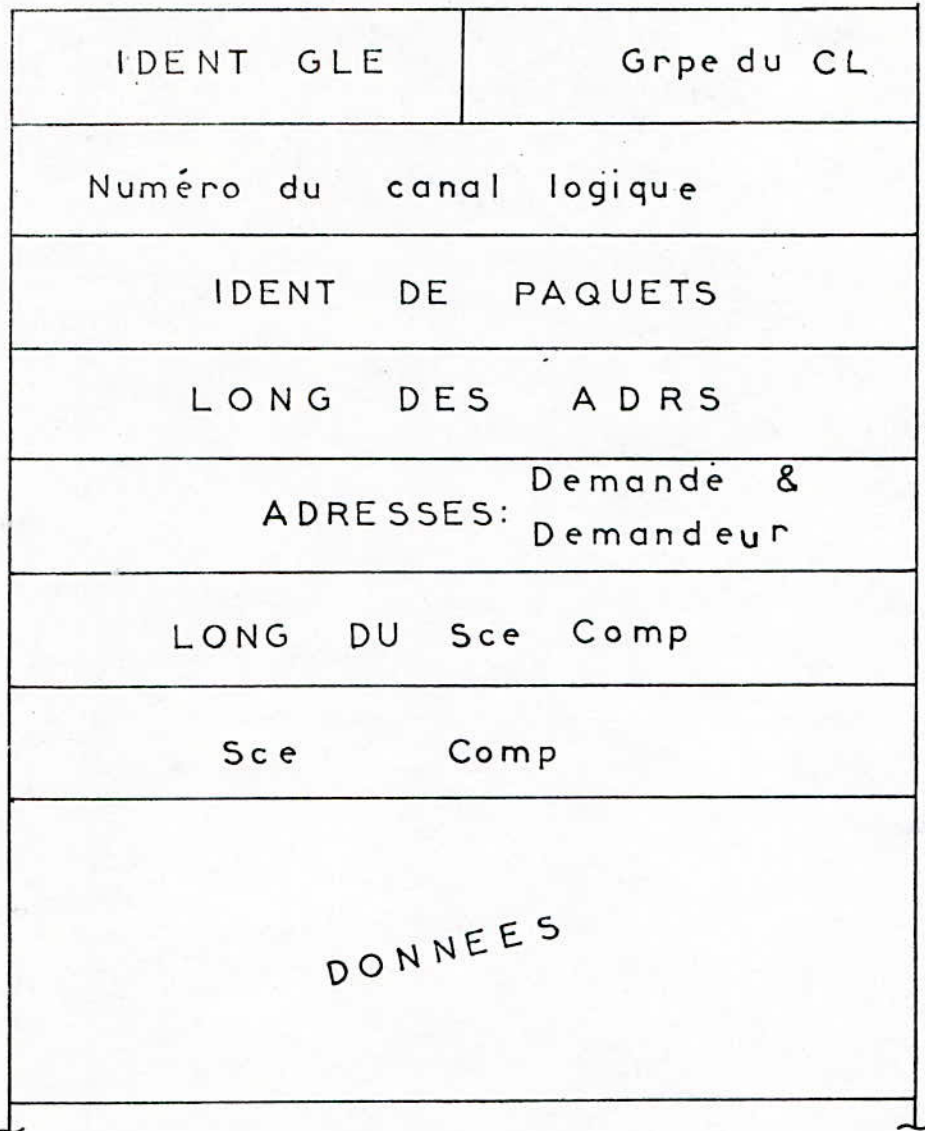 IDENT GLE
Grpe du CL
Numéro du canal logique
IDENT DE PAQUETS
LONG DES ADRS
ADRESSES: Demandé &
Demandeur
LONG DU Sce Comp
Sce Comp
DONNEES